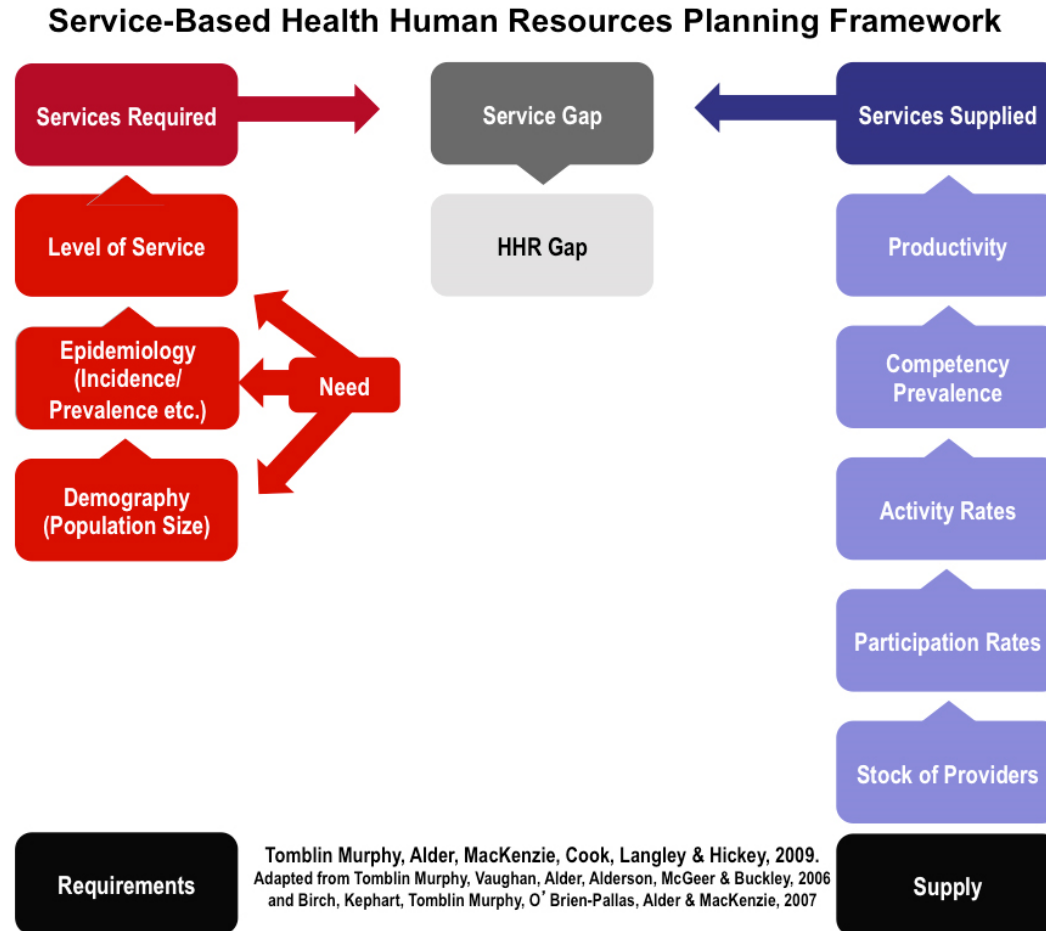 Service-Based Health Human Resources Planning Framework
Services Required
Service Gap
Services Supplied
Level of Service
HHR Gap
Productivity
Epidemiology
(Incidence/
Prevalence etc.)
Need
Competency
Prevalence
Demography
(Population Size)
Activity Rates
Participation Rates
Stock of Providers
Requirements
Tomblin Murphy, Alder, MacKenzie, Cook, Langley & Hickey, 2009.
Adapted from Tomblin Murphy, Vaughan, Alder, Alderson, McGeer & Buckley, 2006
and Birch, Kephart, Tomblin Murphy, O’ Brien-Pallas, Alder & MacKenzie, 2007
Supply